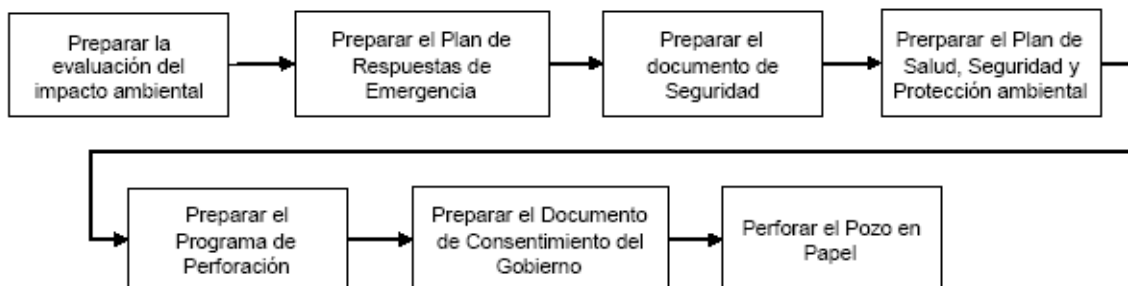 Preparar la
evaluación del
impacto ambiental
Preparar el Plan de
Respuestas de
Emergencia
Preparar el
documento de
Seguridad
Prerparar el Plan de
Salud, Seguridad y
Protección ambiental
Preparar el
Programa de
Perforación
Preparar el Documento
de Consentimiento del
Gobierno
Perforar el Pozo en
Papel